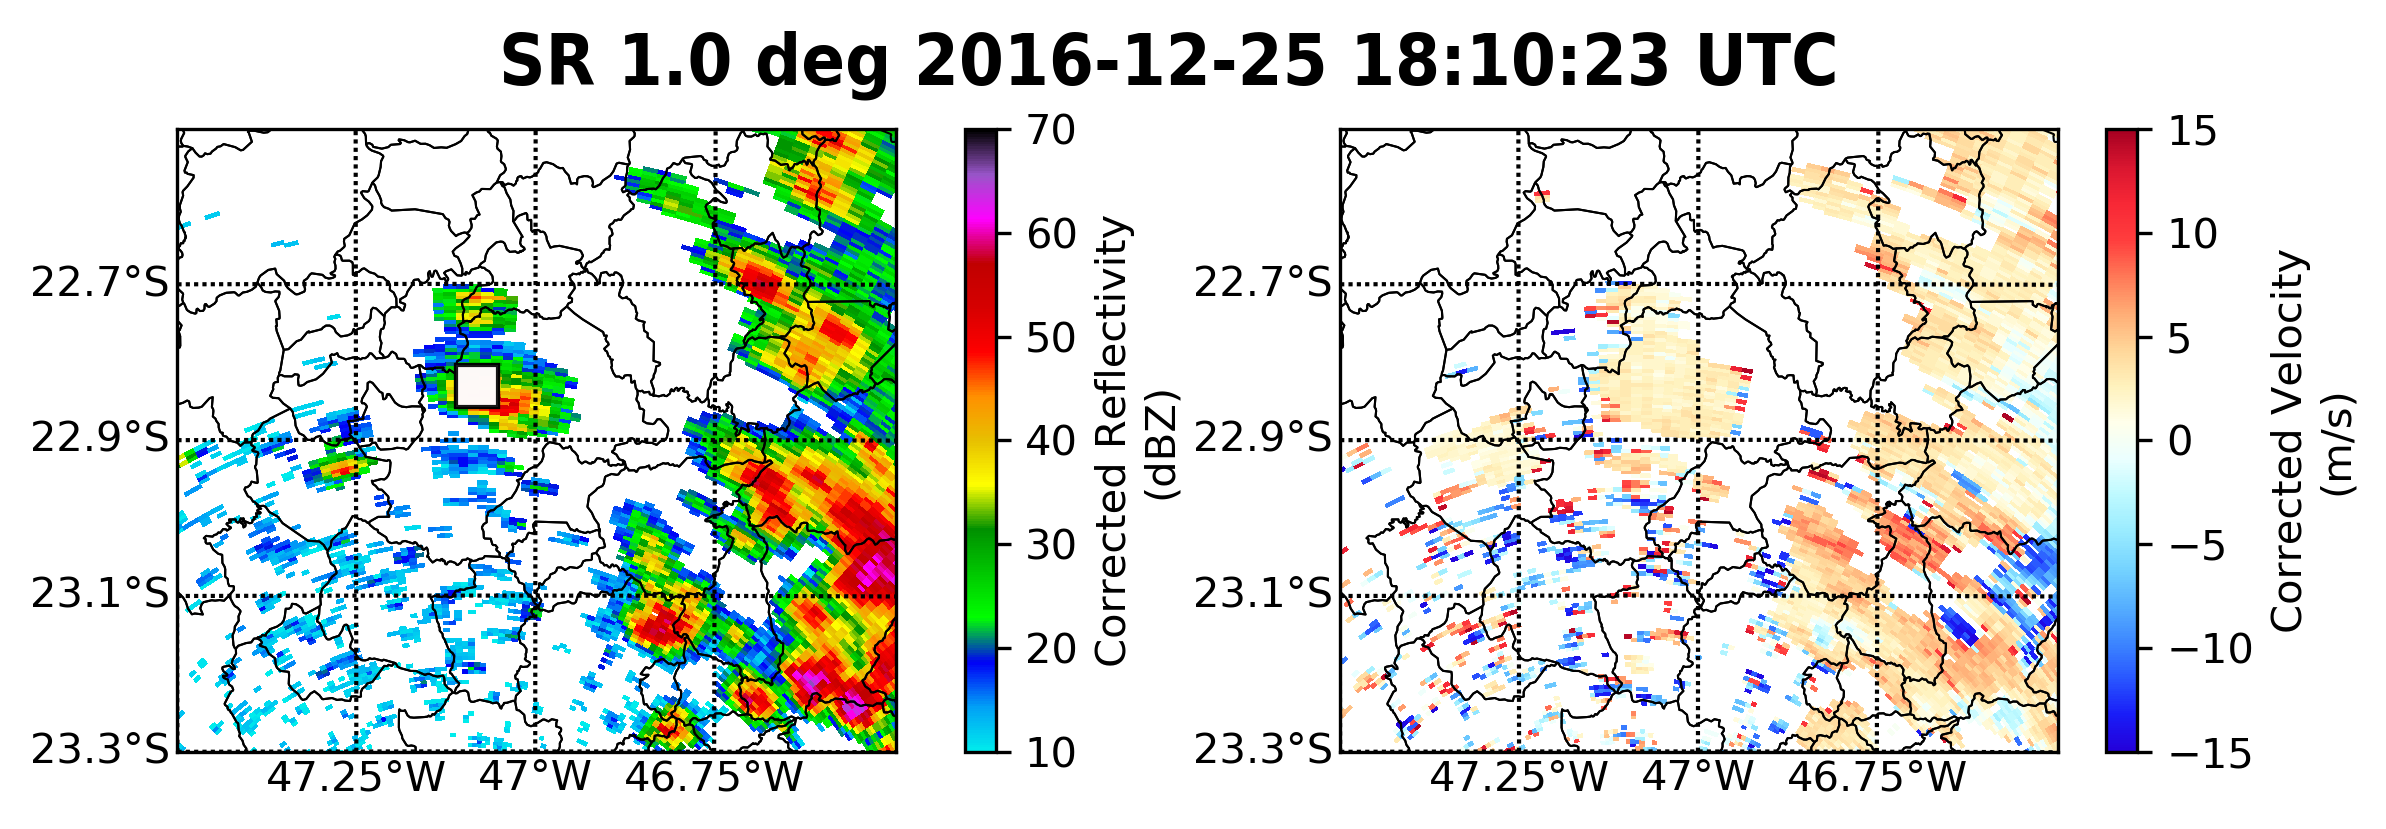 SR 1.0 deg 2016-12-25 18:10:23 UTC
22.7°S
22.9°S
23.1°S
23.3°S
47.25°W
47°W
46.75°W
70
60
50
40
30
20
10
Corrected Reflectivity
(dBZ)
22.7°S
22.9°S
23.1°S
23.3°S
47.25°W
47°W
46.75°W
15
10
5
0
−5
−10
−15
Corrected Velocity
(m/s)